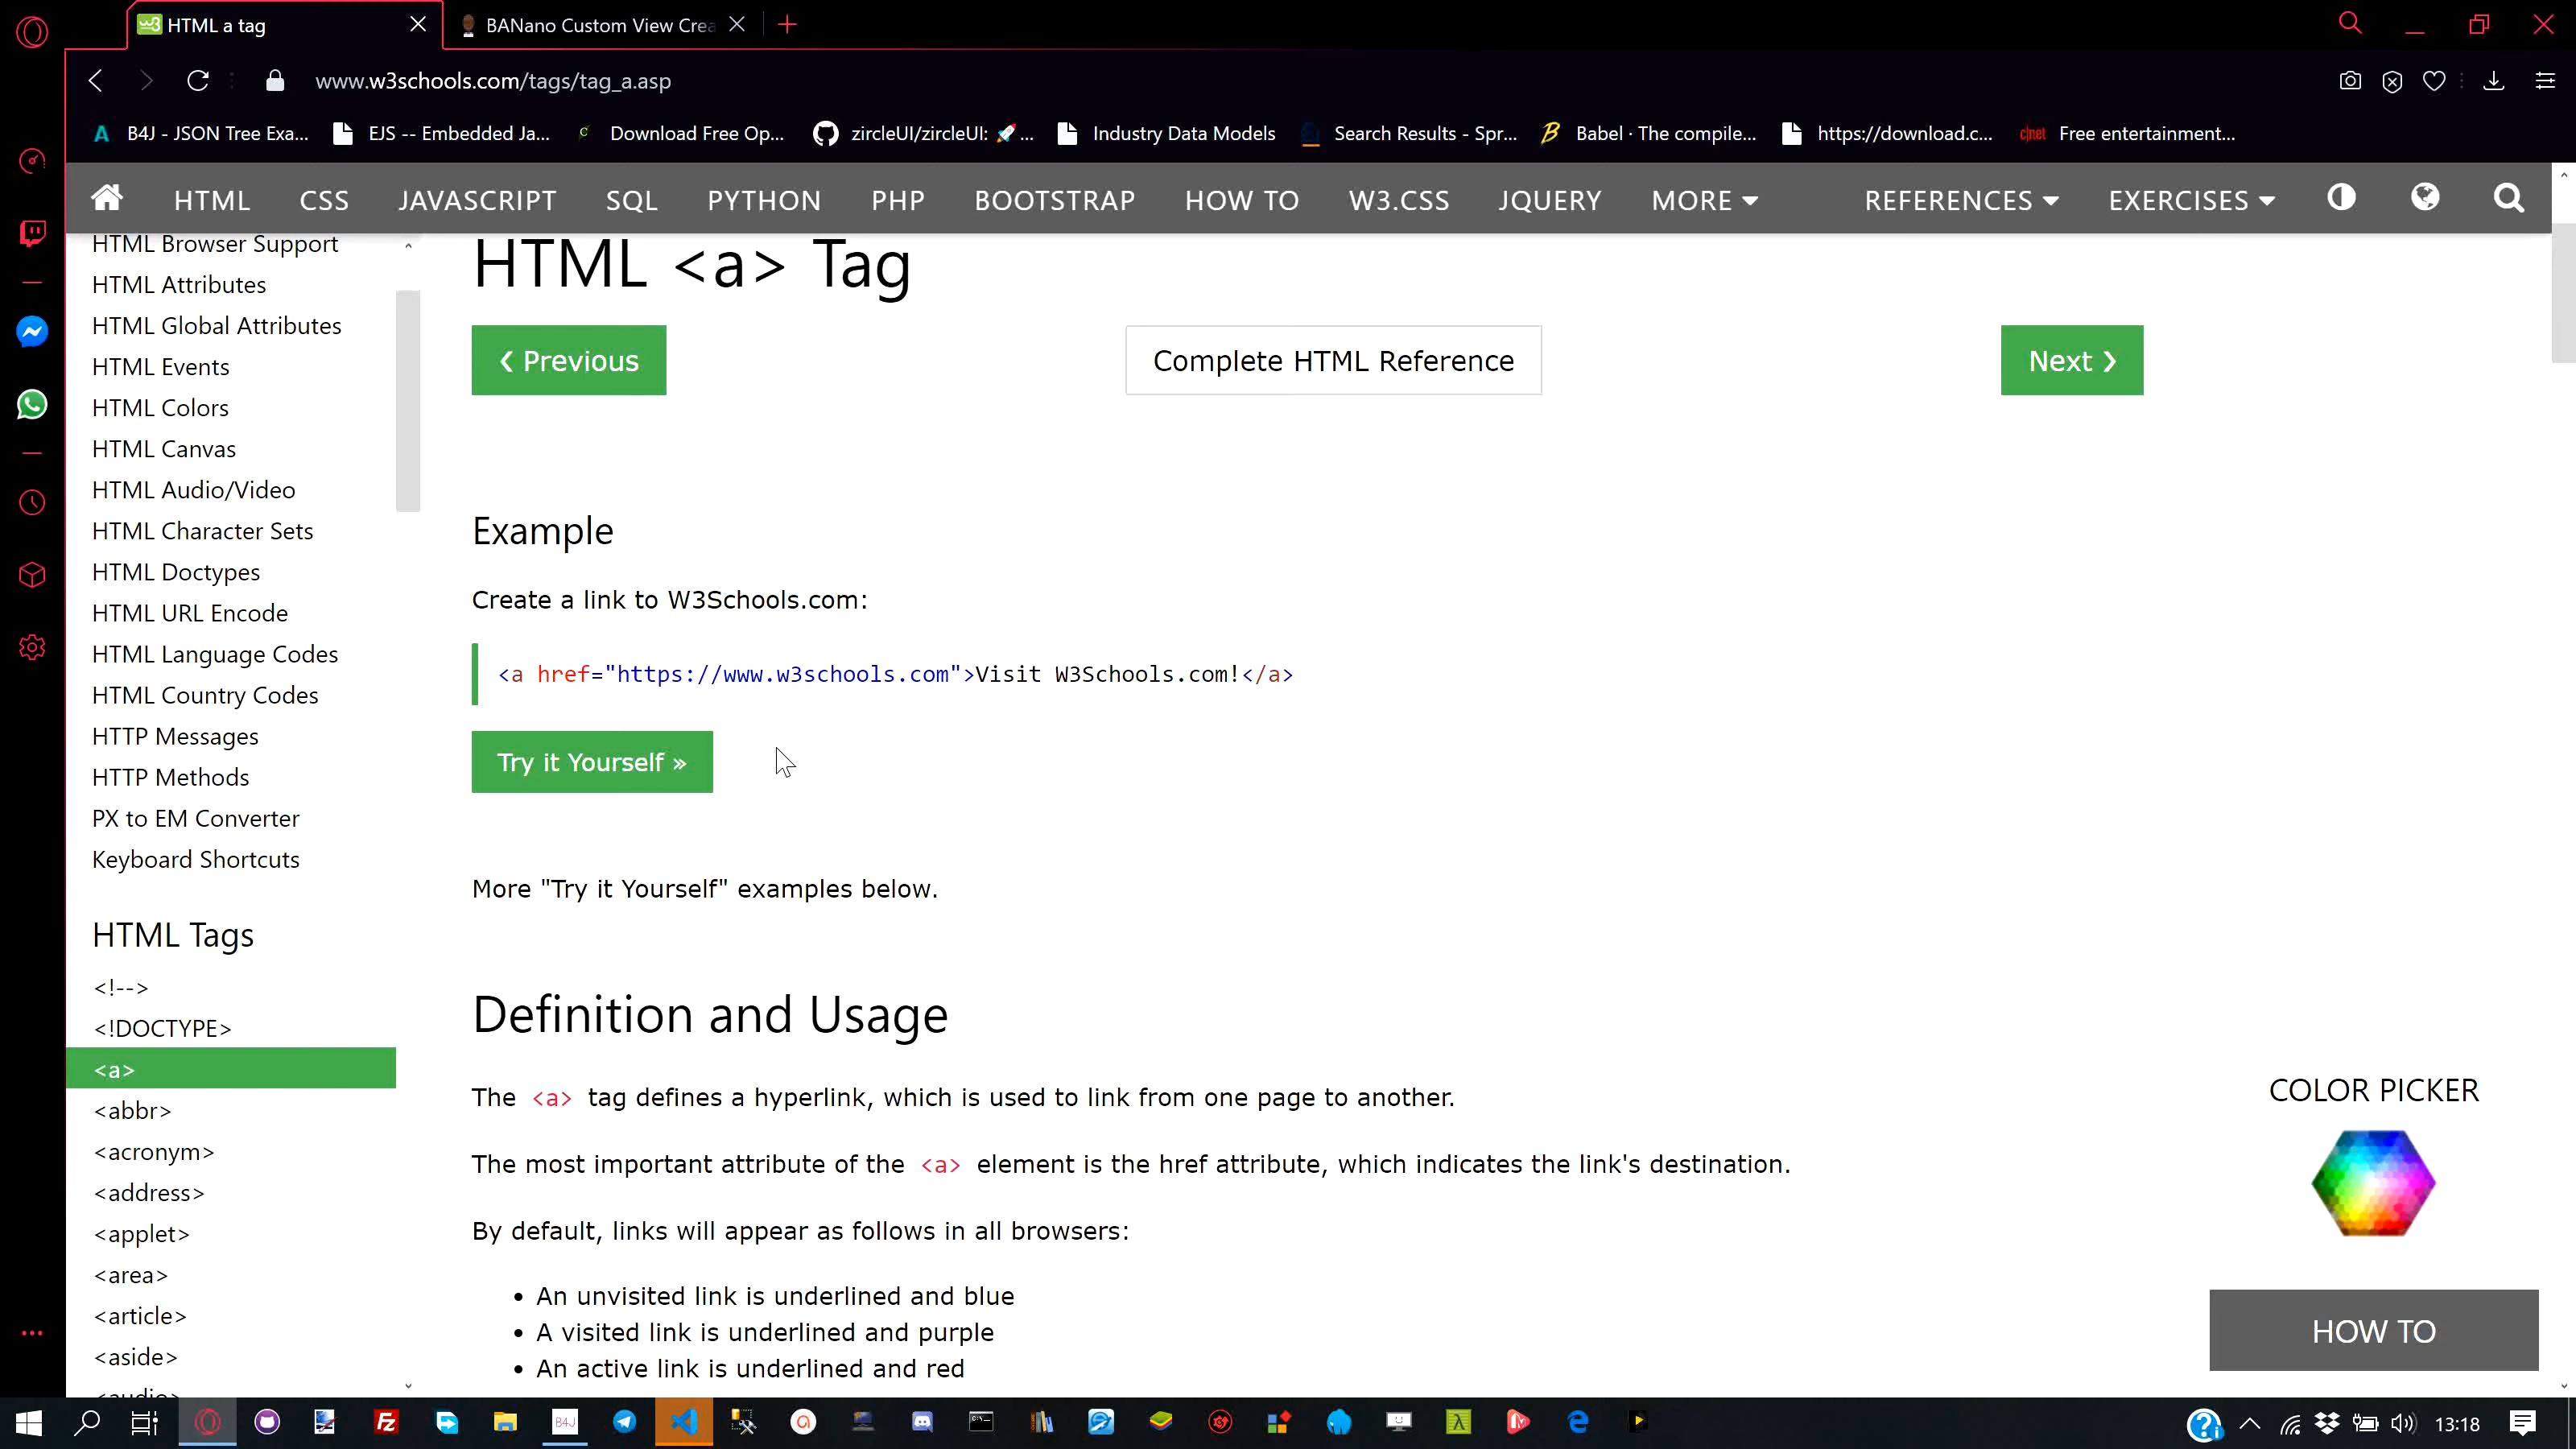 HTML a tag
BANano Custom View Crea
www.w3schools.com/tags/tag_a.asp
B4J - JSON Tree Exa...
EJS -- Embedded Ja...
Download Free Op...
zircleUI/zircleUI: 🚀 ...
Industry Data Models
Search Results - Spr...
Babel · The compile...
https://download.c...
c|net
Free entertainment...
HTML
CSS
JAVASCRIPT
SQL
PYTHON
PHP
BOOTSTRAP
HOW TO
W3.CSS
JQUERY
MORE
REFERENCES
EXERCISES
HTML Browser Support
HTML Attributes
HTML Global Attributes
HTML Events
HTML Colors
HTML Canvas
HTML Audio/Video
HTML Character Sets
HTML Doctypes
HTML URL Encode
HTML Language Codes
HTML Country Codes
HTTP Messages
HTTP Methods
PX to EM Converter
Keyboard Shortcuts
HTML Tags
<!-->
<!DOCTYPE>
<a>
<abbr>
<acronym>
<address>
<applet>
<area>
<article>
<aside>
<audio>
HTML <a> Tag
❮ Previous
Complete HTML Reference
Next ❯
Example
Create a link to W3Schools.com:
<a href="https://www.w3schools.com">Visit W3Schools.com!</a>
Try it Yourself »
More "Try it Yourself" examples below.
Definition and Usage
The <a> tag defines a hyperlink, which is used to link from one page to another.
The most important attribute of the <a> element is the href attribute, which indicates the link's destination.
By default, links will appear as follows in all browsers:
• An unvisited link is underlined and blue
• A visited link is underlined and purple
• An active link is underlined and red
COLOR PICKER
HOW TO
B4J
13:18